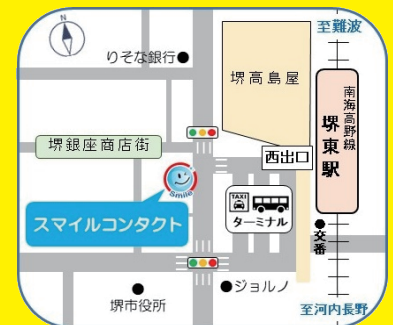 N
至難波
りそな銀行
堺高島屋
南海高野線
堺東駅
堺銀座商店街
西出口
Smile
TAXI
ターミナル
スマイルコンタクト
交番
ジョルノ
堺市役所
至河内長野